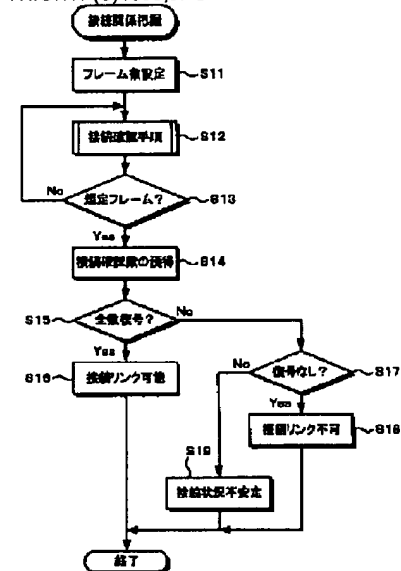 接続関係把握
フレーム数設定
S11
接続確認手順
S12
No
規定フレーム?
S13
Yes
接続確認数の獲得
S14
S15
全数復号?
No
Yes
S16
接続リンク可能
No
復号なし?
S17
Yes
接続リンク不可
S18
S19
接続状況不安定
終了